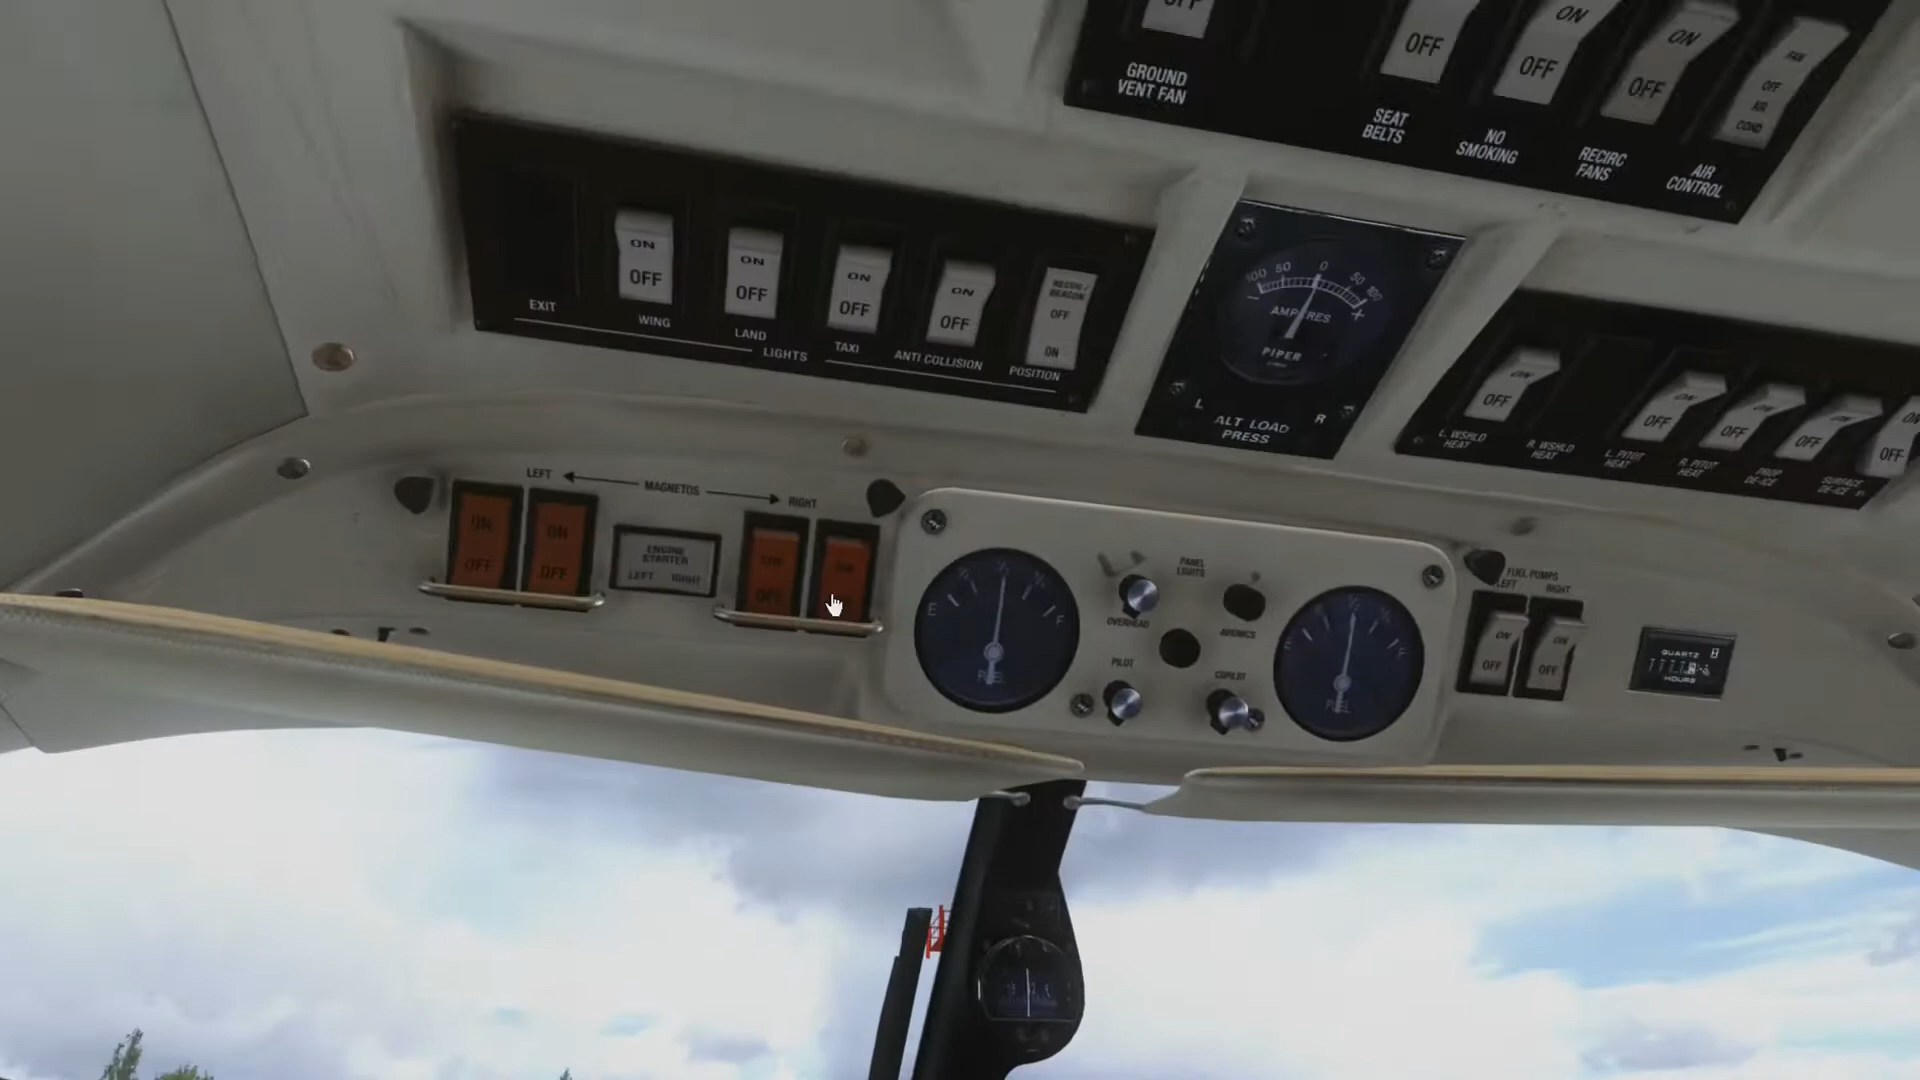 OFF
GROUND
VENT FAN
OFF
SEAT
BELTS
ON
OFF
NO
SMOKING
ON
OFF
RECIRC
FANS
FAN
OFF
AIR
COND
AIR
CONTROL
EXIT
ON
OFF
WING
ON
OFF
LAND
LIGHTS
ON
OFF
TAXI
ON
OFF
ANTI COLLISION
RECOG/
BEACON
OFF
ON
POSITION
100 50 0 50 100
- +
AMPERES
PIPER
L R
ALT LOAD
PRESS
ON
OFF
L. WSHLD
HEAT
R. WSHLD
HEAT
ON
OFF
L. PITOT
HEAT
ON
OFF
R. PITOT
HEAT
ON
OFF
PROP
DE-ICE
ON
OFF
SURFACE
DE-ICE
LEFT MAGNETOS RIGHT
ON
OFF
ON
OFF
ENGINE
STARTER
LEFT RIGHT
ON
OFF
ON
E F
FUEL
PANEL
LIGHTS
OVERHEAD
AVIONICS
PILOT
COPILOT
E F
FUEL
FUEL PUMPS
LEFT RIGHT
ON
OFF
ON
OFF
QUARTZ
HOURS